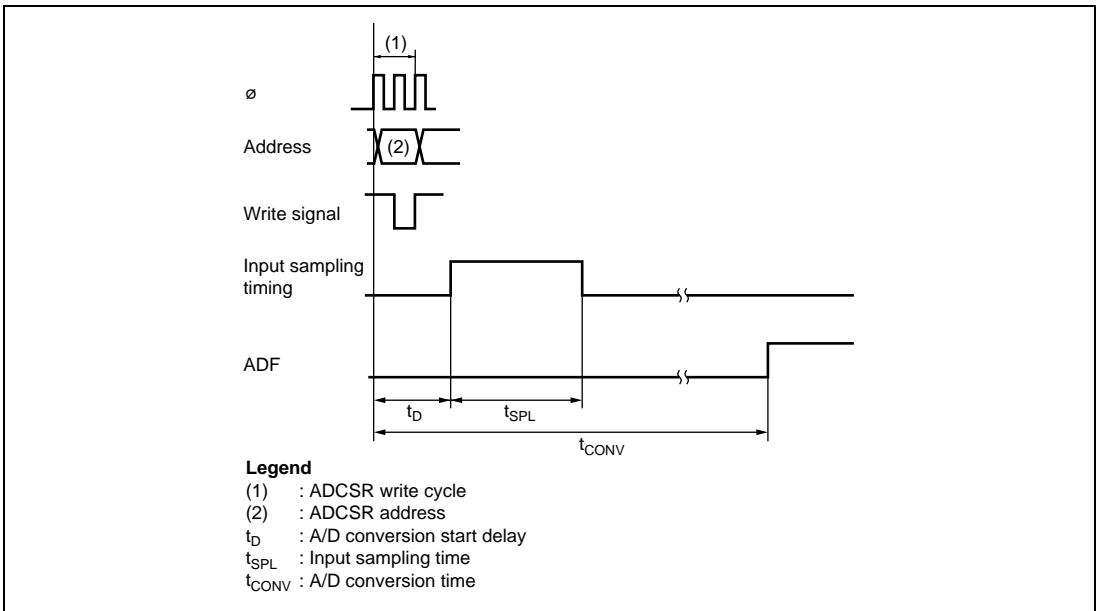 (1)
ø
Address
(2)
Write signal
Input sampling
timing
ADF
tD
tSPL
tCONV
Legend
(1) : ADCSR write cycle
(2) : ADCSR address
tD : A/D conversion start delay
tSPL : Input sampling time
tCONV : A/D conversion time